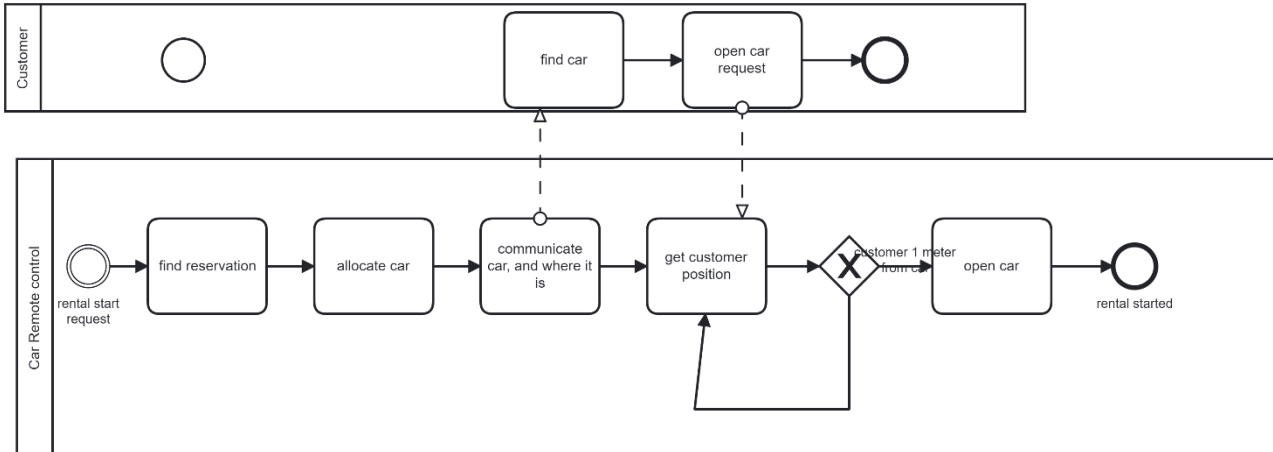 Customer
find car
open car
request
Car Remote control
rental start
request
find reservation
allocate car
communicate
car, and where it
is
get customer
position
X
customer 1 meter
from car
open car
rental started